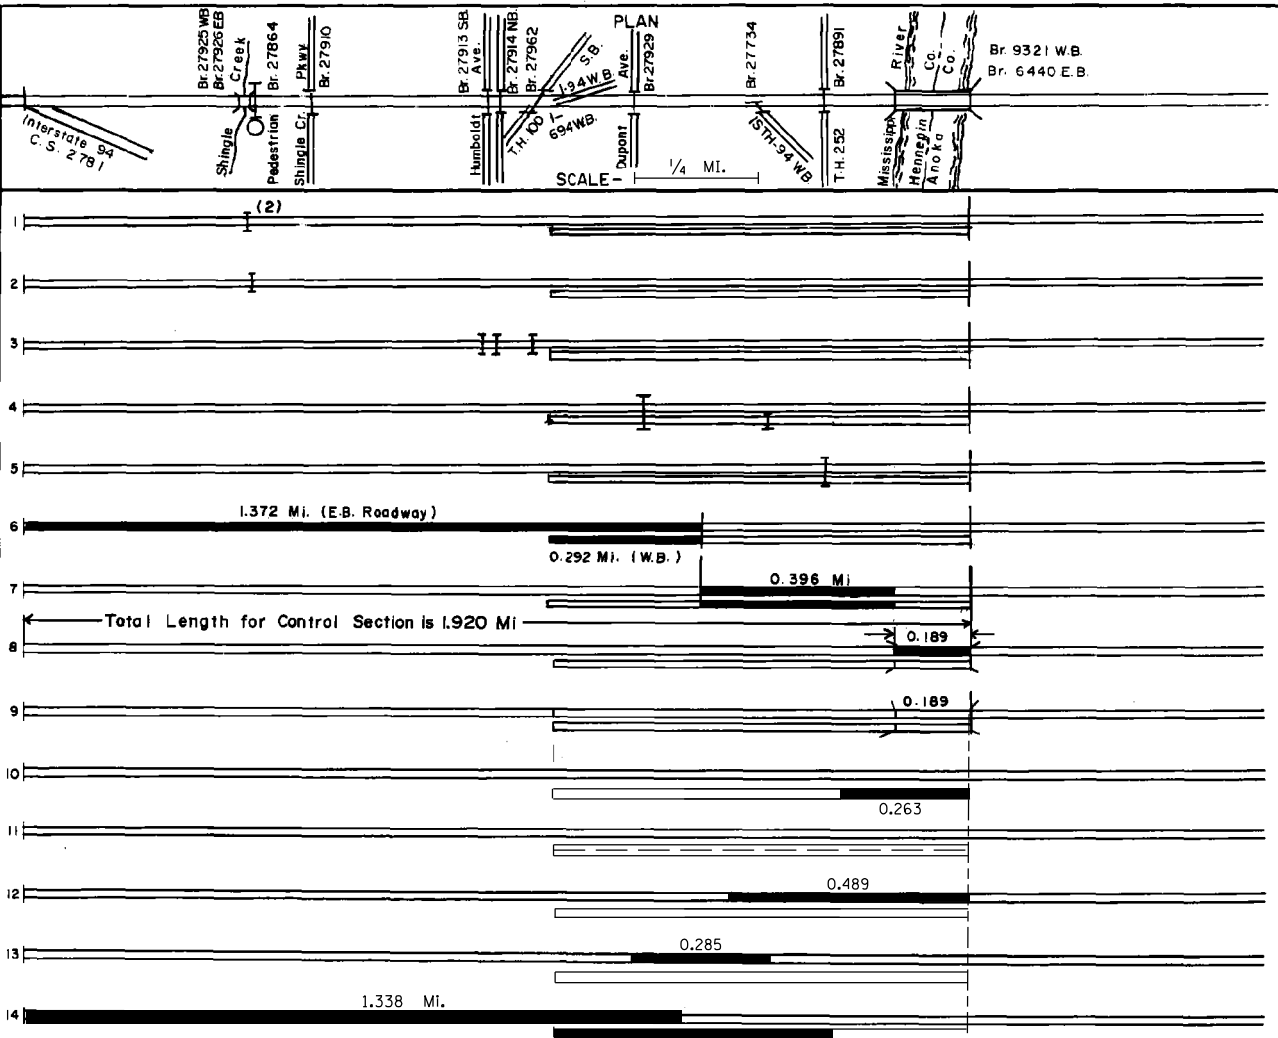 PLAN
Br. 27925 WB
Br. 27926 EB
Creek
Shingle
Br. 27864
Pedestrian
Pkwy
Br. 27910
Shingle Cr.
Br. 27913 SB.
Ave.
Humboldt
Br. 27914 NB.
Br. 27962
S.B.
T.H. 100
I-94 W.B.
I-
694 WB.
Ave.
Br. 27929
Dupont
Br. 27734
ISTH-94 WB.
Br. 27891
T.H. 252
River
Mississippi
Co.
Co.
Hennepin
Anoka
Br. 9321 W.B.
Br. 6440 E.B.
Interstate 94
C. S. 2781
SCALE-
1/4 MI.
1
(2)
2
3
4
5
6
1.372 Mi. (E.B. Roadway)
0.292 Mi. (W.B.)
7
0.396 Mi
Total Length for Control Section is 1.920 Mi
8
0.189
9
0.189
10
0.263
11
12
0.489
13
0.285
14
1.338 Mi.